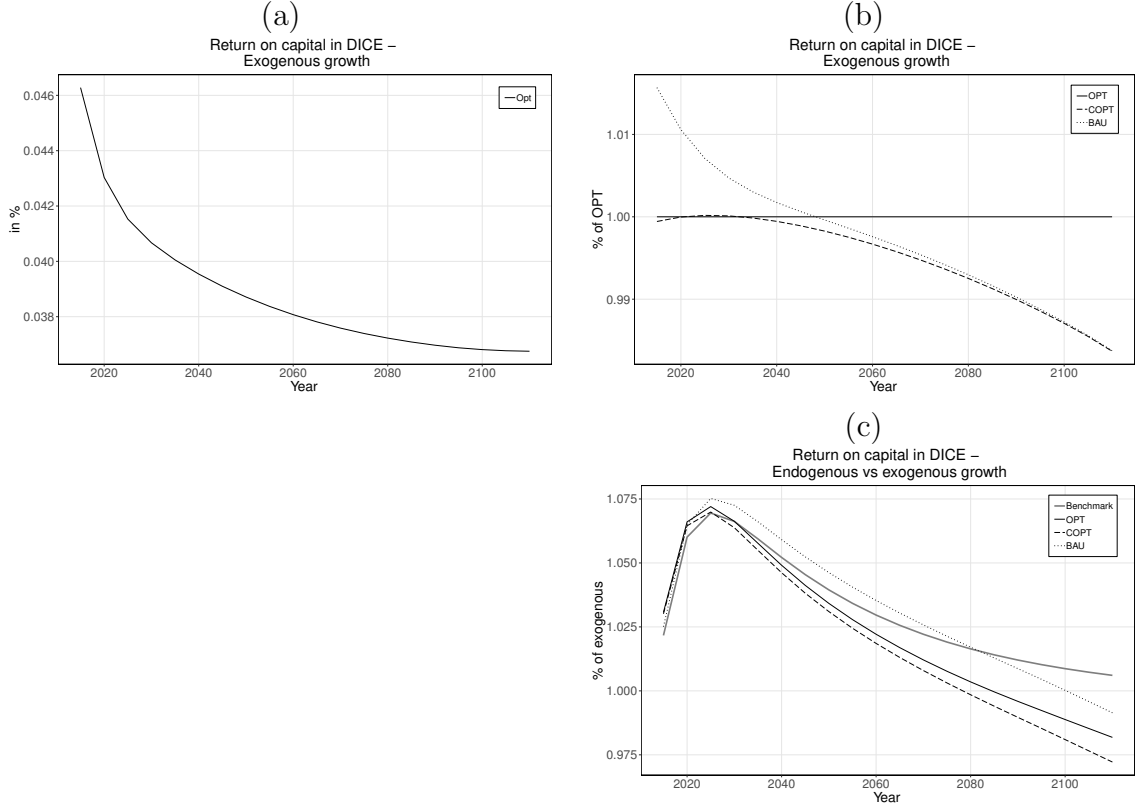 (a)
Return on capital in DICE –
Exogenous growth
in %
0.046
0.044
0.042
0.040
0.038
Opt
2020
2040
2060
2080
2100
Year
(b)
Return on capital in DICE –
Exogenous growth
% of OPT
1.01
1.00
0.99
OPT
COPT
BAU
2020
2040
2060
2080
2100
Year
(c)
Return on capital in DICE –
Endogenous vs exogenous growth
% of exogenous
1.075
1.050
1.025
1.000
0.975
Benchmark
OPT
COPT
BAU
2020
2040
2060
2080
2100
Year